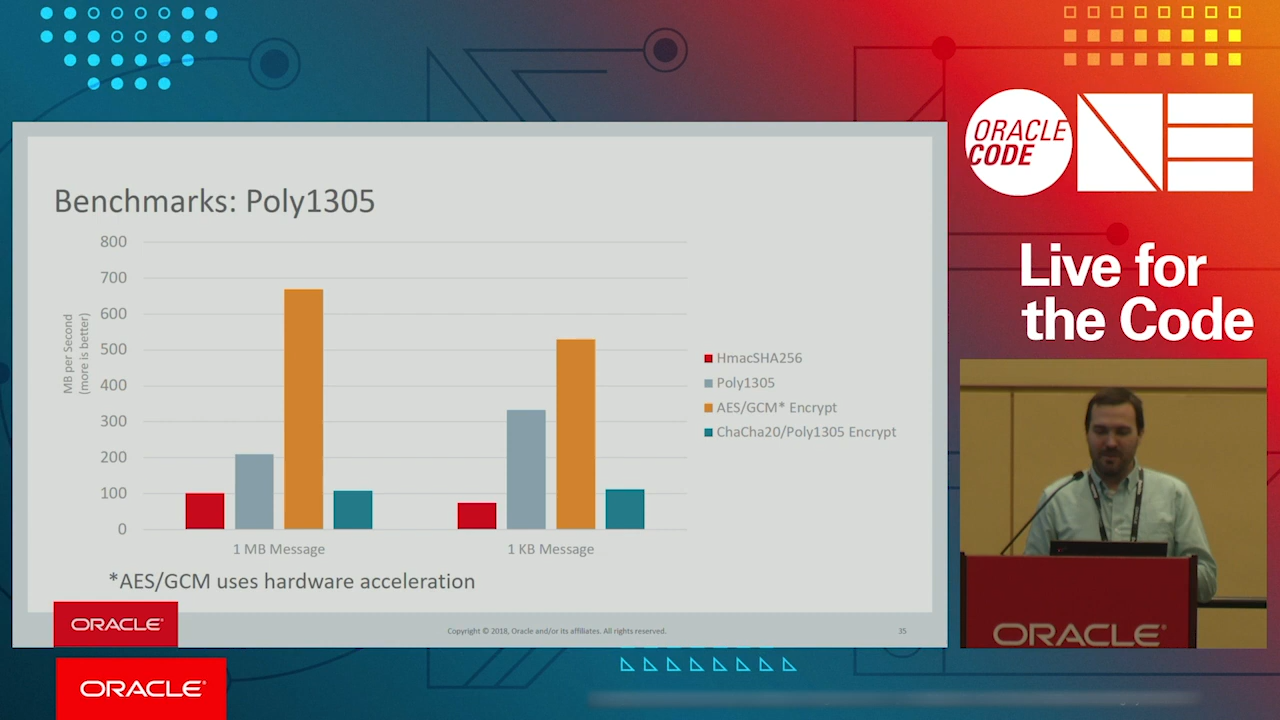 ORACLE
CODE
ONE
Live for
the Code
Benchmarks: Poly1305
MB per Second
(more is better)
800
700
600
500
400
300
200
100
0
1 MB Message
1 KB Message
HmacSHA256
Poly1305
AES/GCM* Encrypt
ChaCha20/Poly1305 Encrypt
*AES/GCM uses hardware acceleration
ORACLE®
Copyright © 2018, Oracle and/or its affiliates. All rights reserved.
35
ORACLE®
ORACLE®